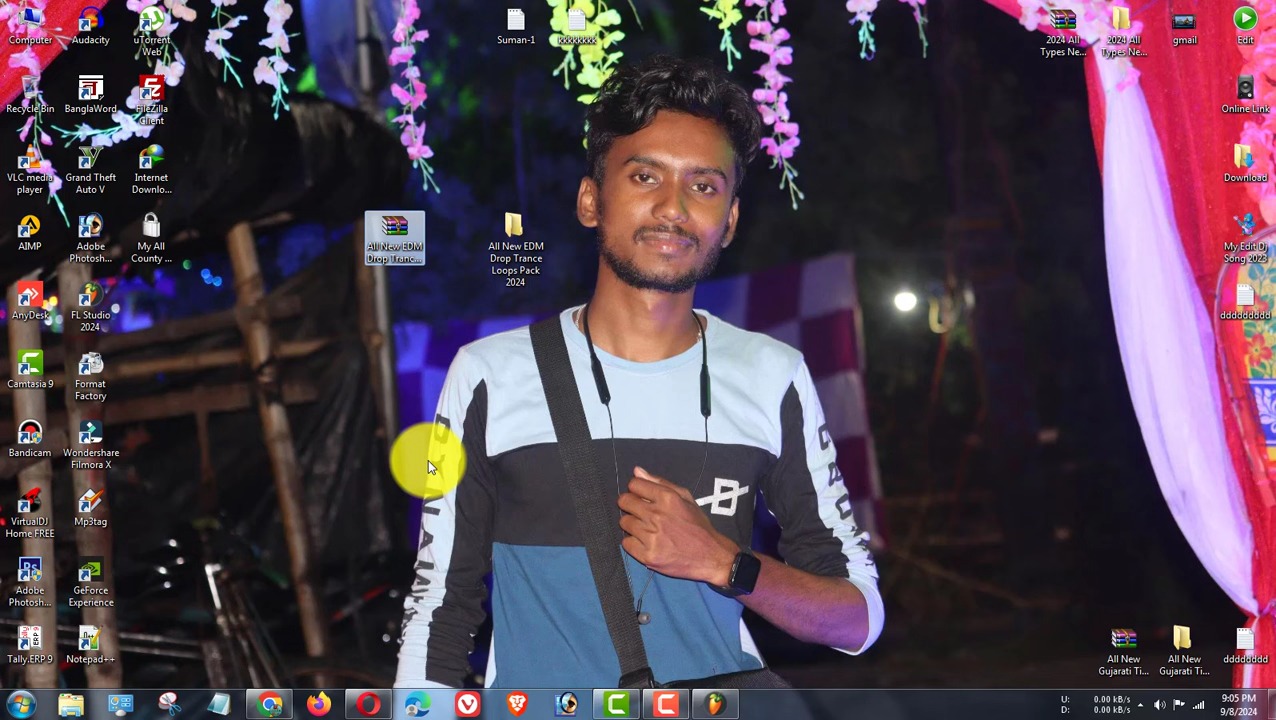 Computer
Audacity
uTorrent
Web
Suman-1
kkkkkkkk
2024 All
Types Ne...
2024 All
Types Ne...
gmail
Edit
Recycle Bin
BanglaWord
FileZilla
Client
Online Link
VLC media
player
Grand Theft
Auto V
Internet
Downlo...
Download
AIMP
Adobe
Photosh...
My All
County ...
All New EDM
Drop Tranc...
All New EDM
Drop Trance
Loops Pack
2024
My Edit Dj
Song 2023
AnyDesk
FL Studio
2024
ddddddddd
Camtasia 9
Format
Factory
Bandicam
Wondershare
Filmora X
VirtualDJ
Home FREE
Mp3tag
Adobe
Photosh...
GeForce
Experience
Tally.ERP 9
Notepad++
All New
Gujarati Ti...
All New
Gujarati Ti...
dddddddd
U: 0.00 kB/s
D: 0.00 kB/s
9:05 PM
9/8/2024